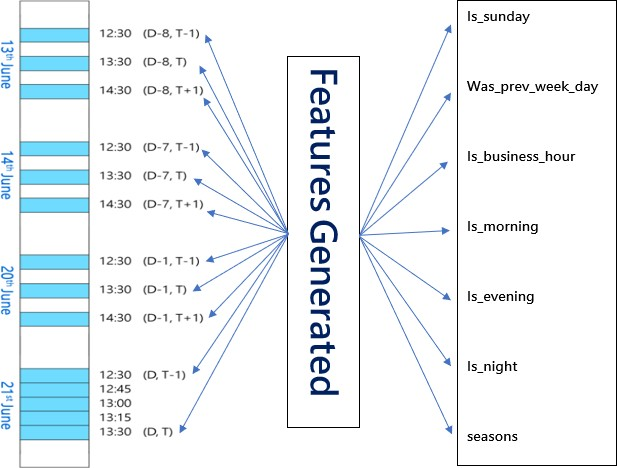 13th June
12:30 (D-8, T-1)
13:30 (D-8, T)
14:30 (D-8, T+1)
14th June
12:30 (D-7, T-1)
13:30 (D-7, T)
14:30 (D-7, T+1)
20th June
12:30 (D-1, T-1)
13:30 (D-1, T)
14:30 (D-1, T+1)
21st June
12:30 (D, T-1)
12:45
13:00
13:15
13:30 (D, T)
Features Generated
Is_sunday
Was_prev_week_day
Is_business_hour
Is_morning
Is_evening
Is_night
seasons